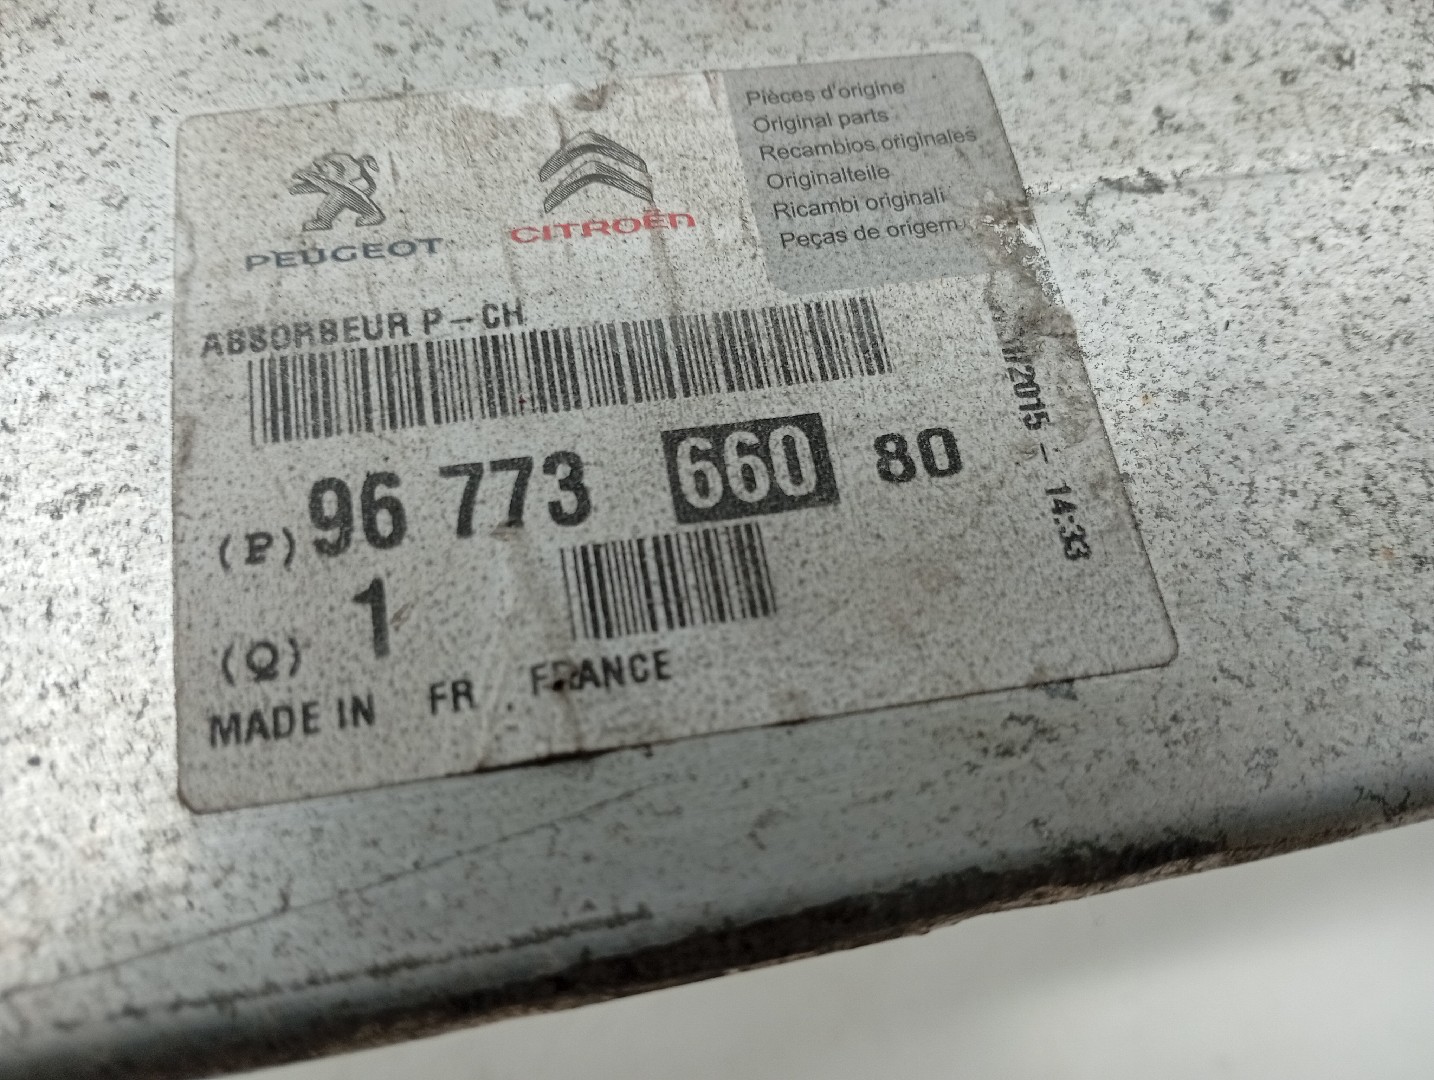 PEUGEOT
CITROËN
Pièces d'origine
Original parts
Recambios originales
Originalteile
Ricambi originali
Peças de origem
ABSORBEUR P-CH
(P) 96 773 660 80
(Q) 1
MADE IN FR . FRANCE
2015 - 14:33